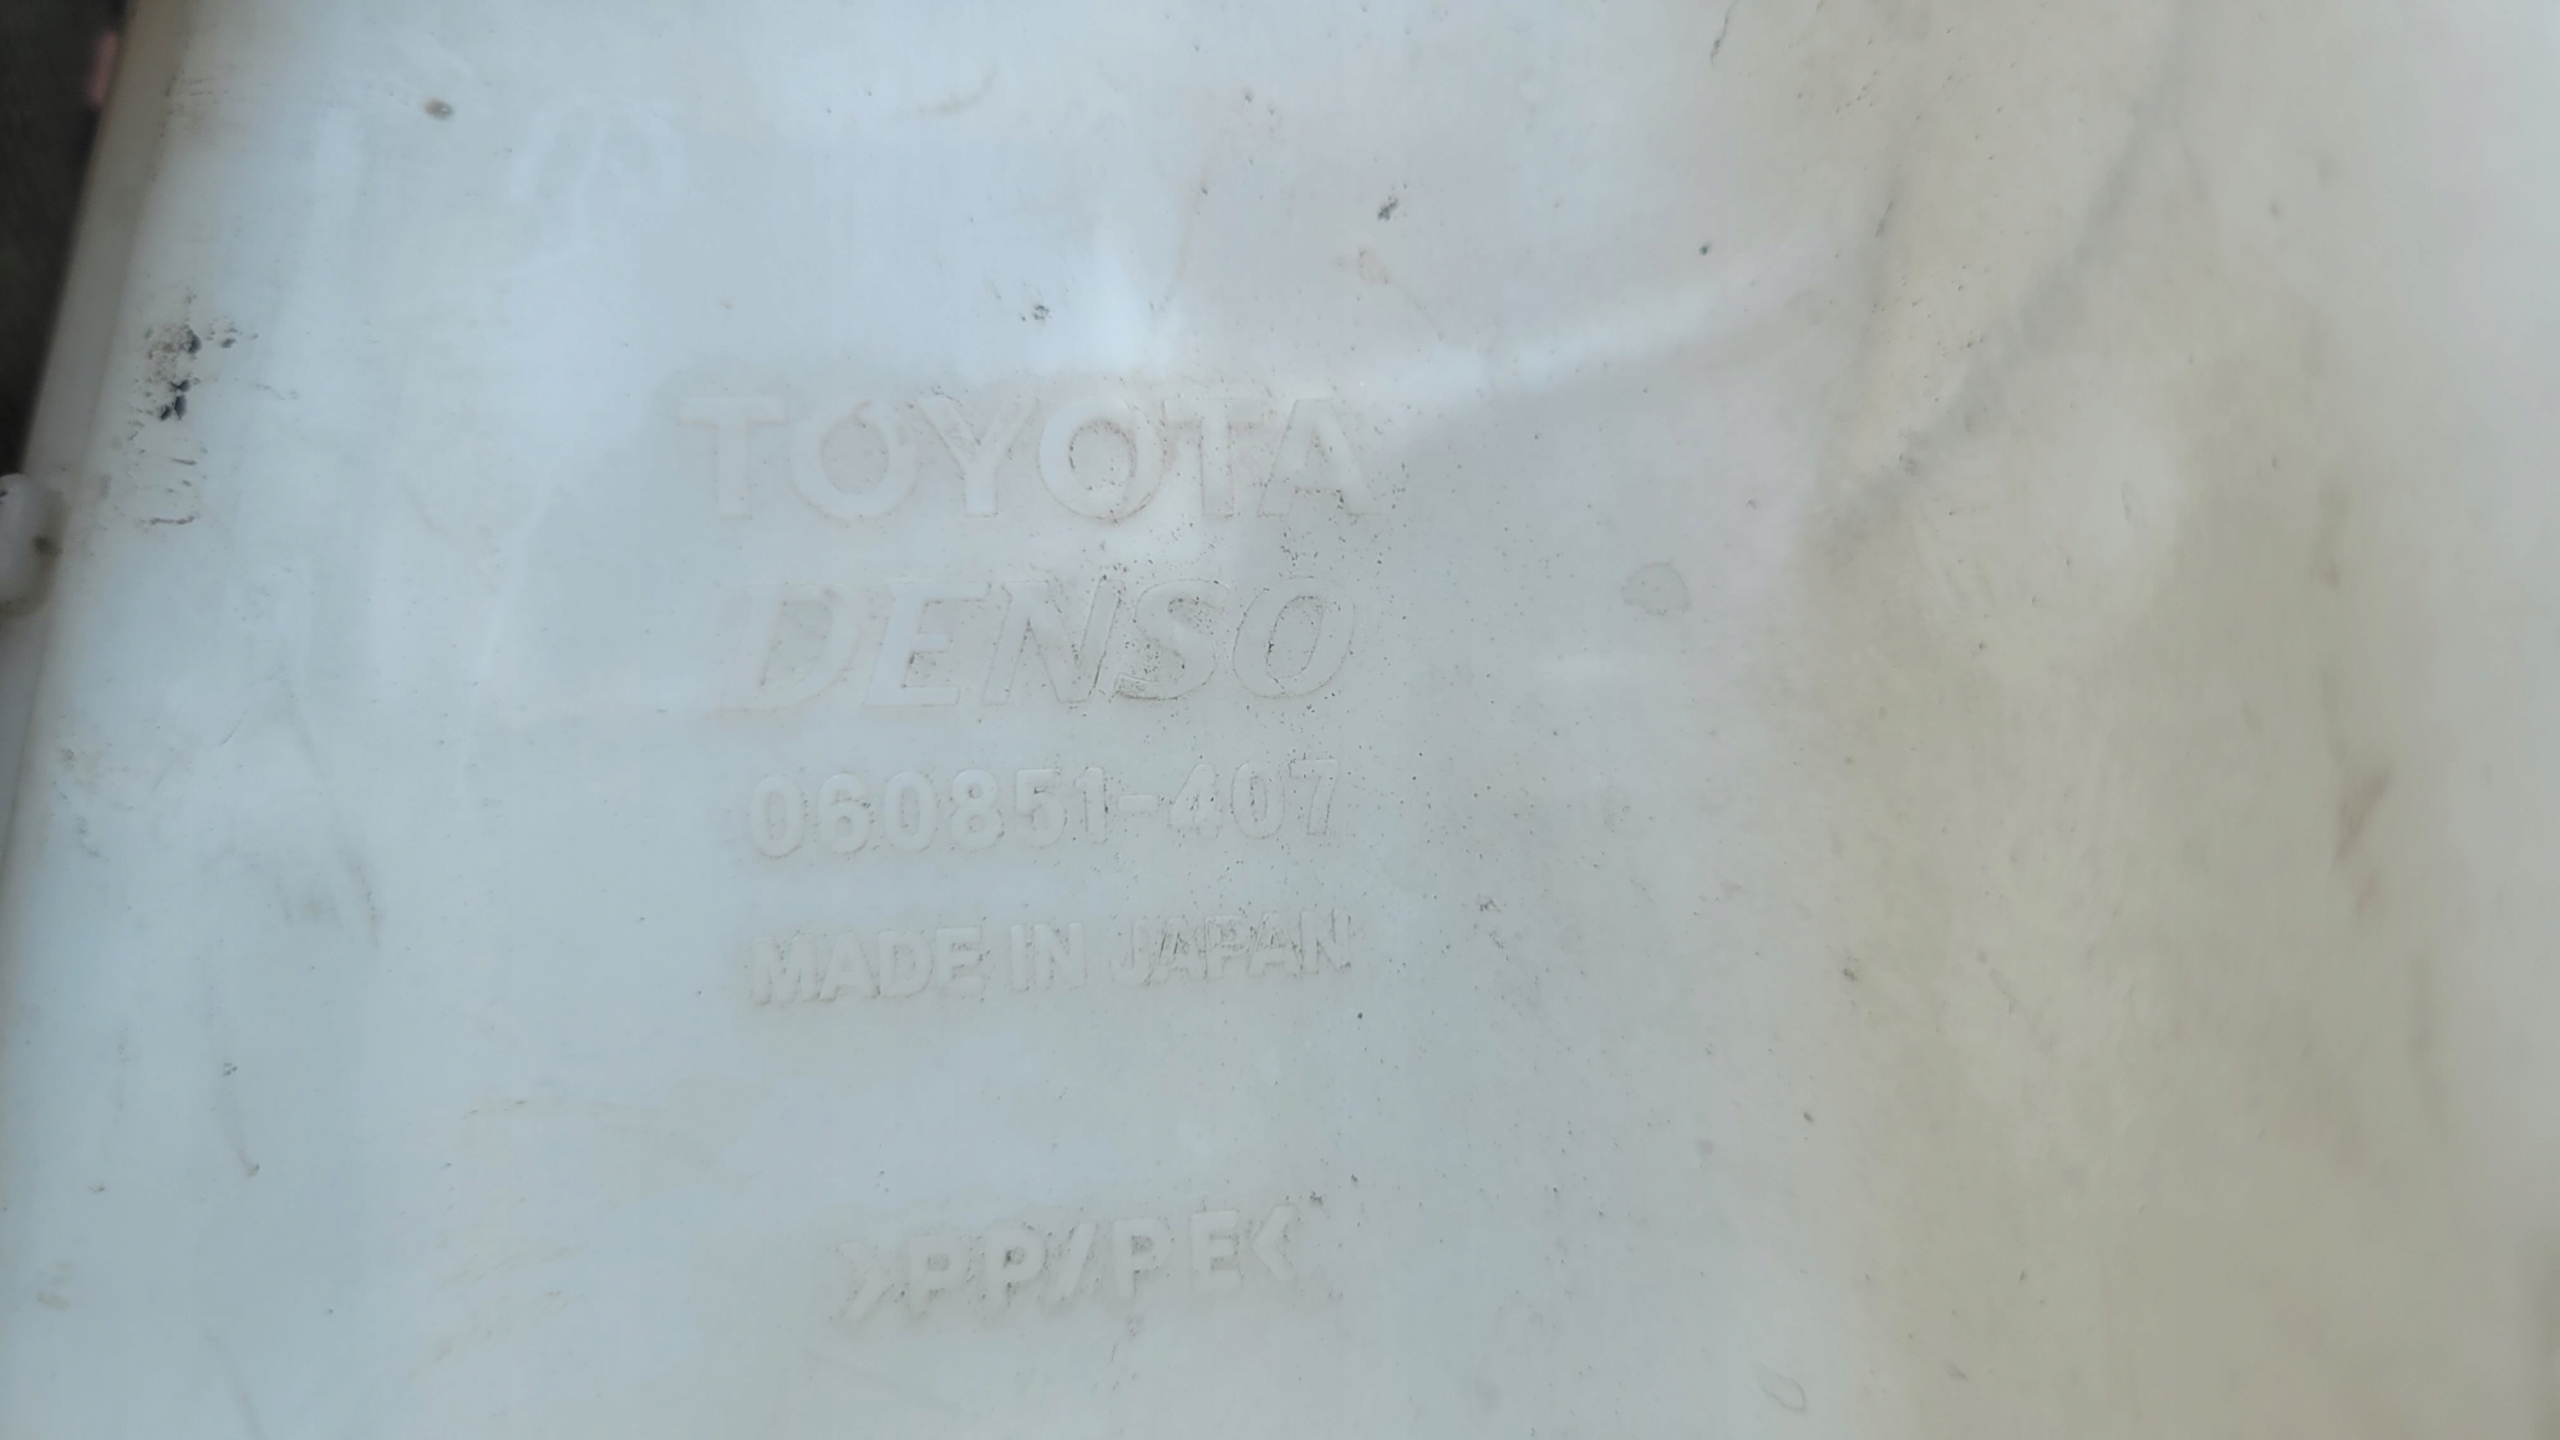 TOYOTA
DENSO
060851-407
MADE IN JAPAN
>PP/PE<